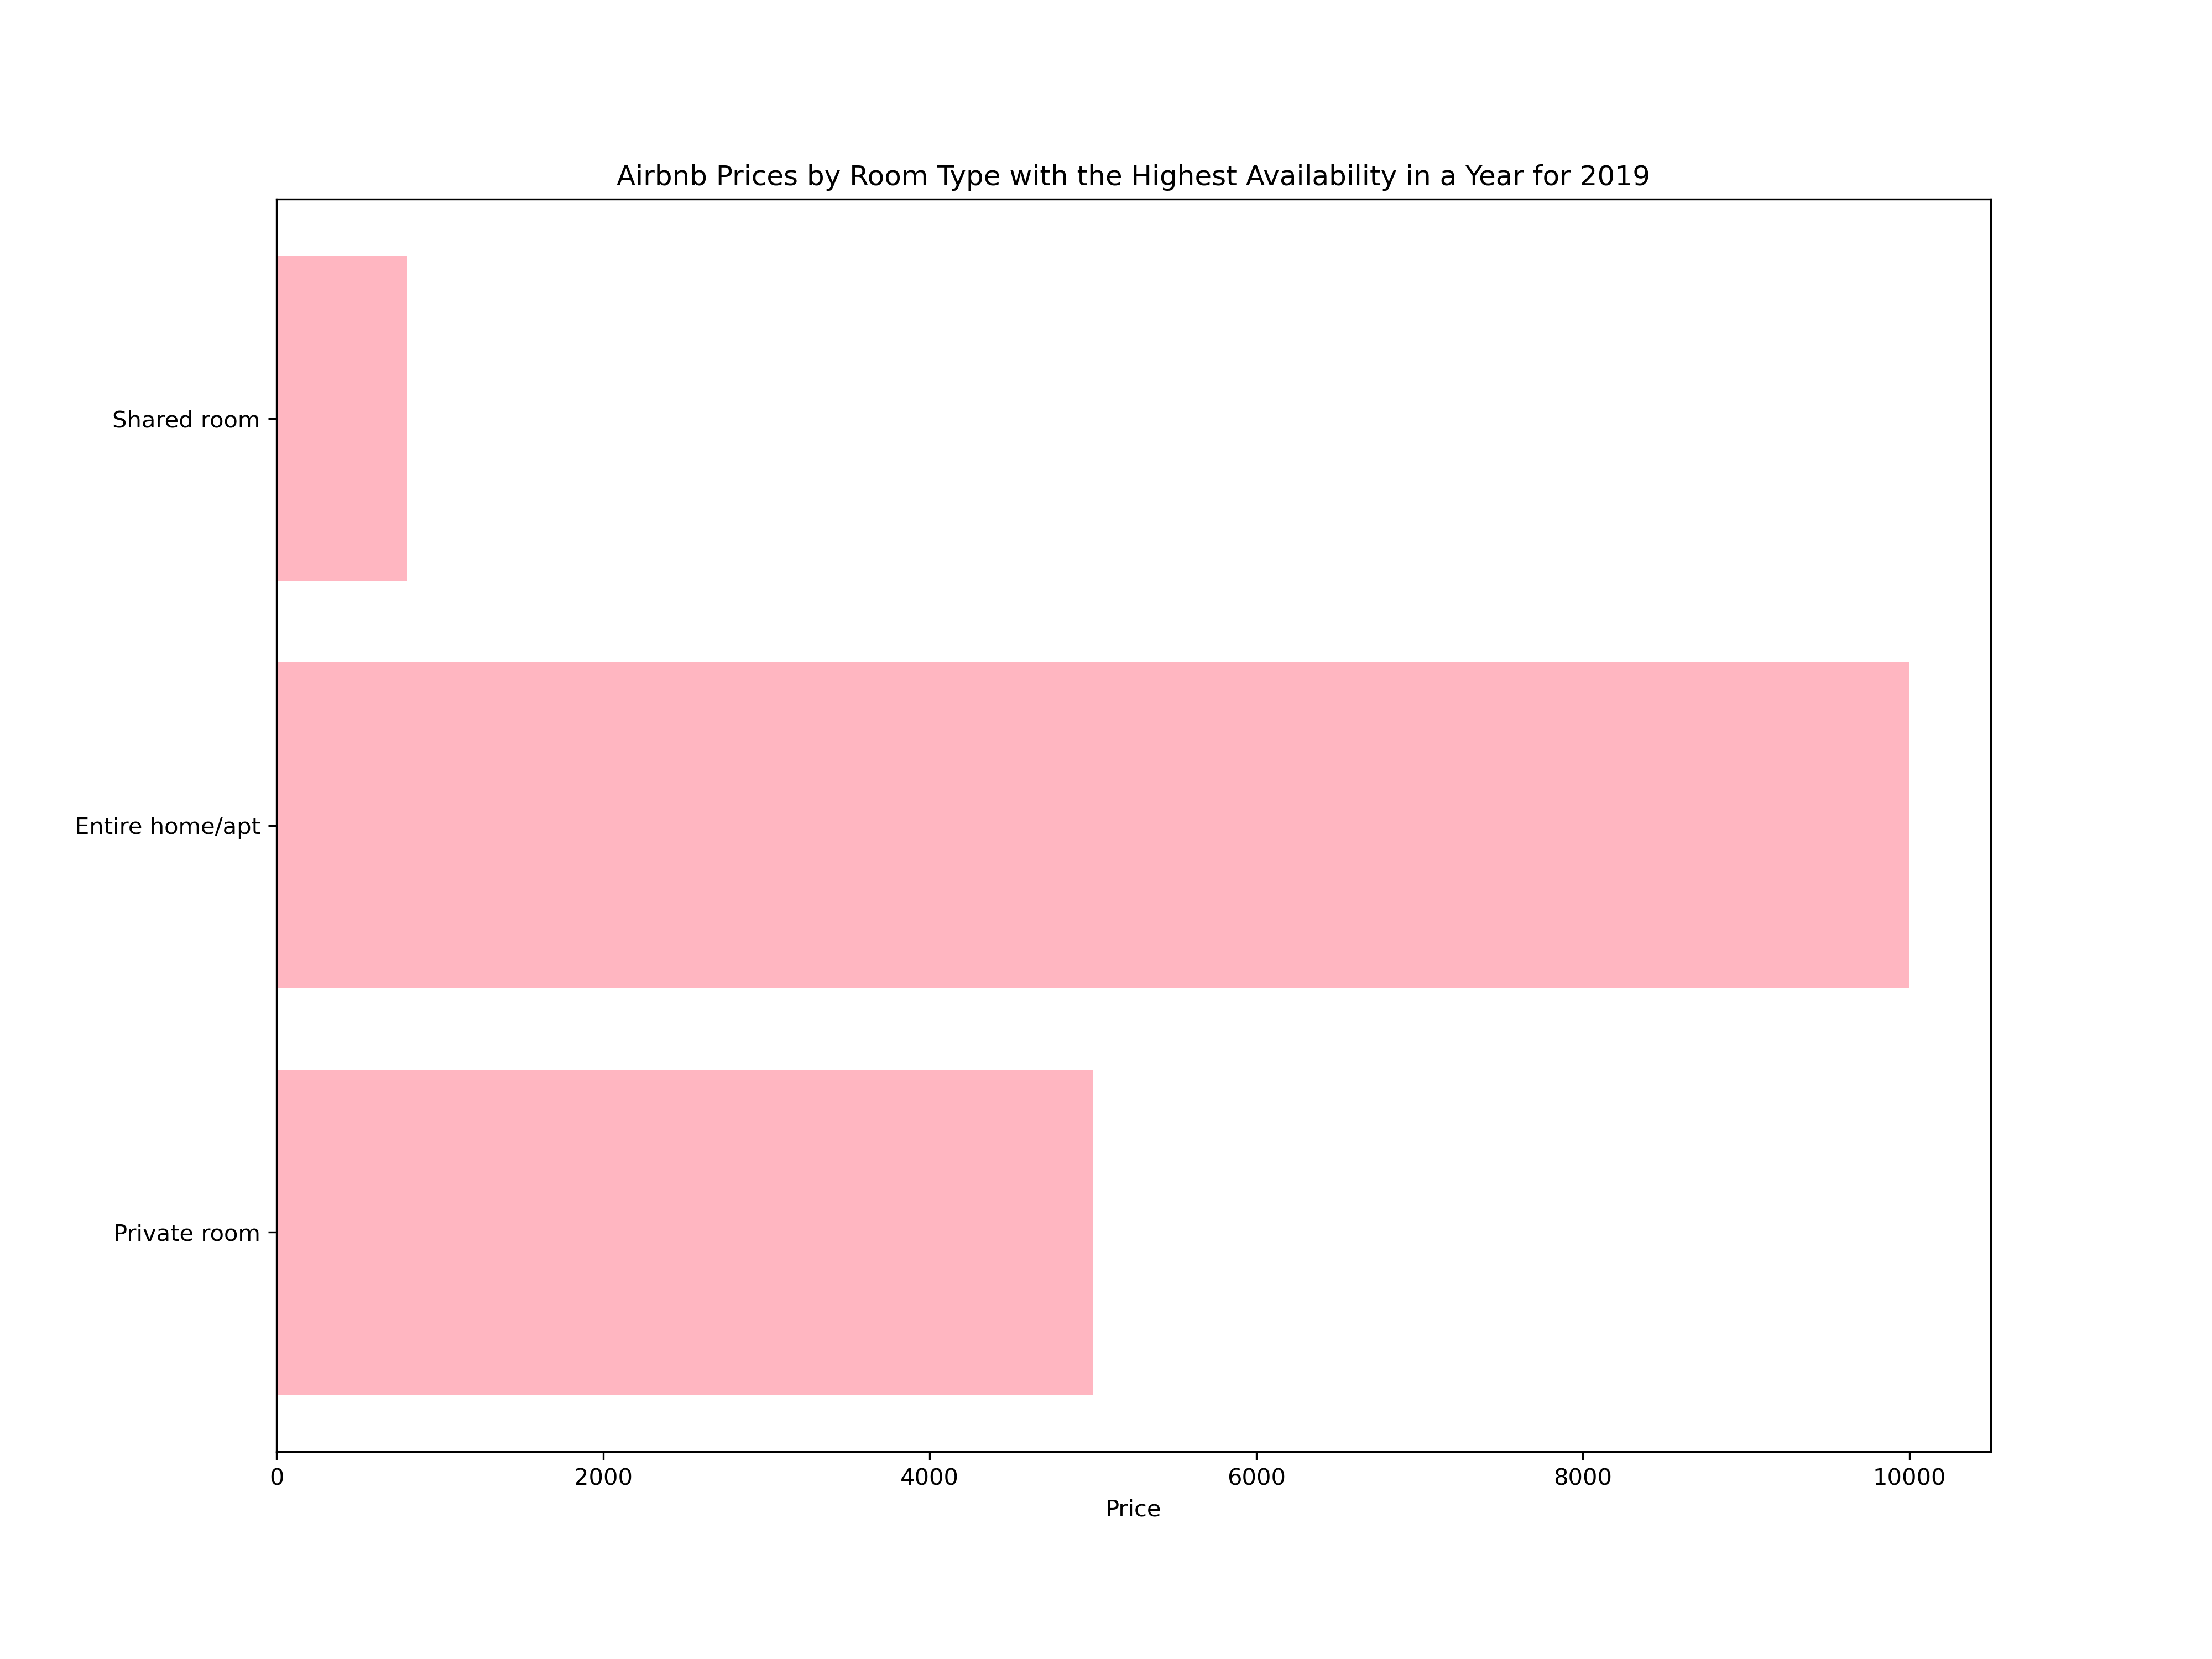 Airbnb Prices by Room Type with the Highest Availability in a Year for 2019
Shared room
Entire home/apt
Private room
0 2000 4000 6000 8000 10000
Price